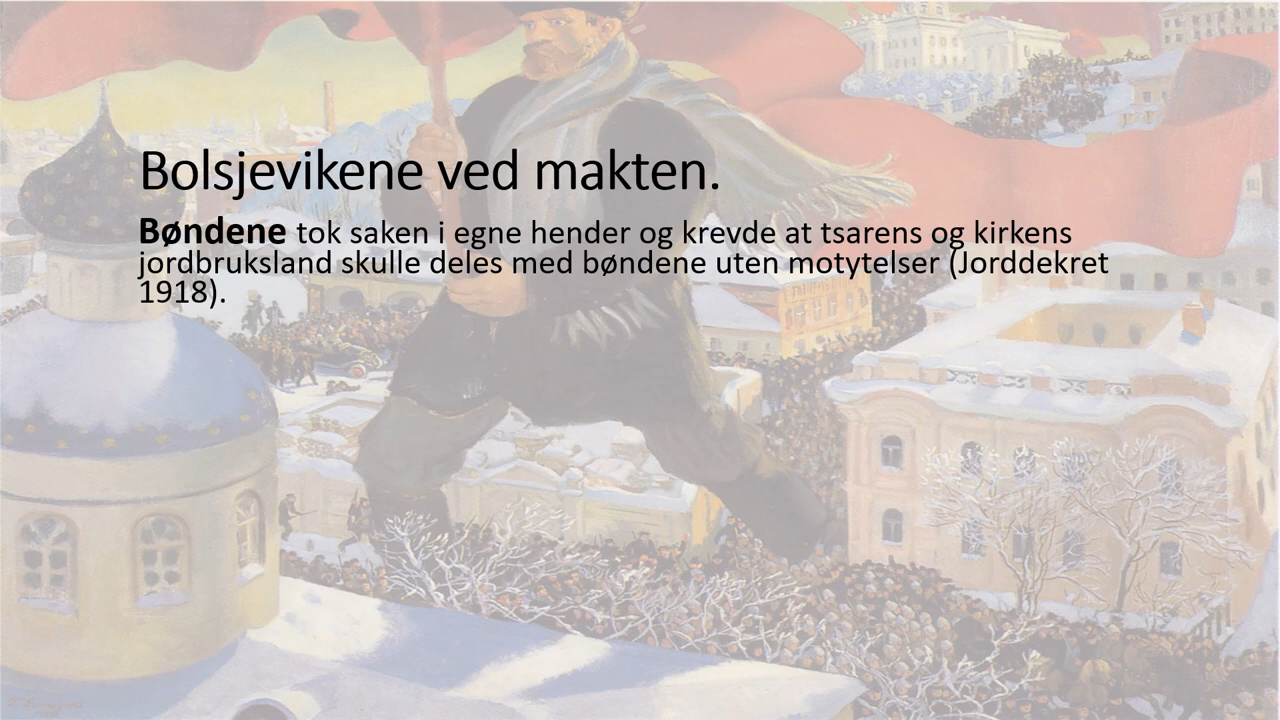 Bolsjevikene ved makten.
Bøndene tok saken i egne hender og krevde at tsarens og kirkens
jordbruksland skulle deles med bøndene uten motytelser (Jorddekret
1918).